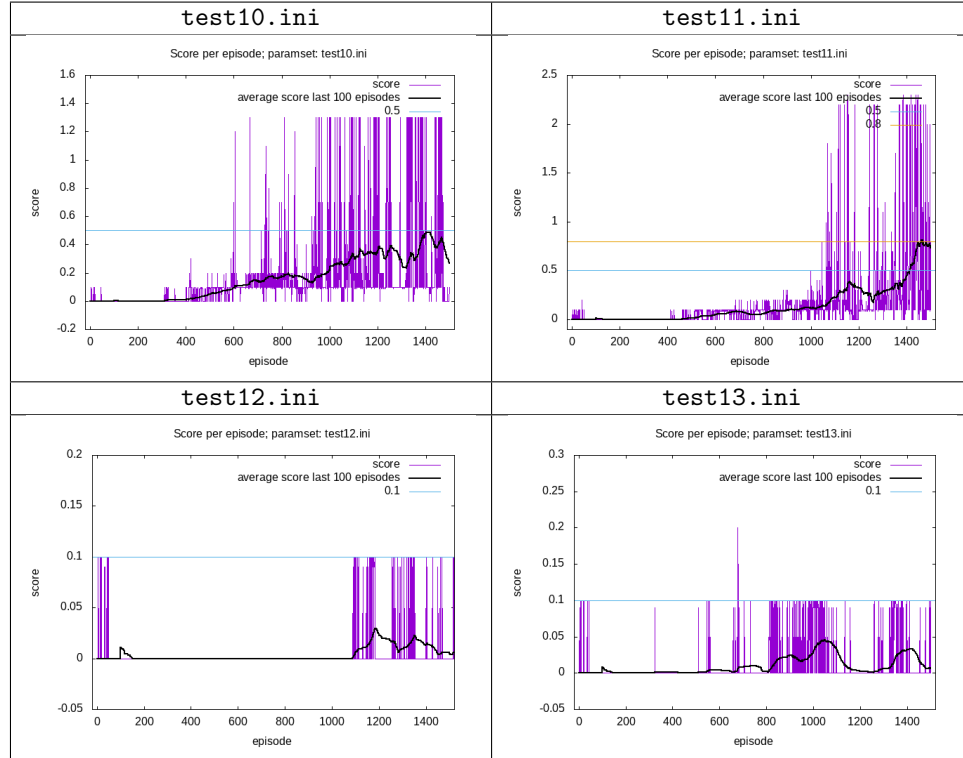 test10.ini
test11.ini
Score per episode; paramset: test10.ini
score
average score last 100 episodes
0.5
1.6
1.4
1.2
1
0.8
0.6
0.4
0.2
0
-0.2
score
0 200 400 600 800 1000 1200 1400
episode
Score per episode; paramset: test11.ini
score
average score last 100 episodes
0.5
0.8
2.5
2
1.5
1
0.5
0
score
0 200 400 600 800 1000 1200 1400
episode
test12.ini
test13.ini
Score per episode; paramset: test12.ini
score
average score last 100 episodes
0.1
0.2
0.15
0.1
0.05
0
-0.05
score
0 200 400 600 800 1000 1200 1400
episode
Score per episode; paramset: test13.ini
score
average score last 100 episodes
0.1
0.3
0.25
0.2
0.15
0.1
0.05
0
-0.05
score
0 200 400 600 800 1000 1200 1400
episode